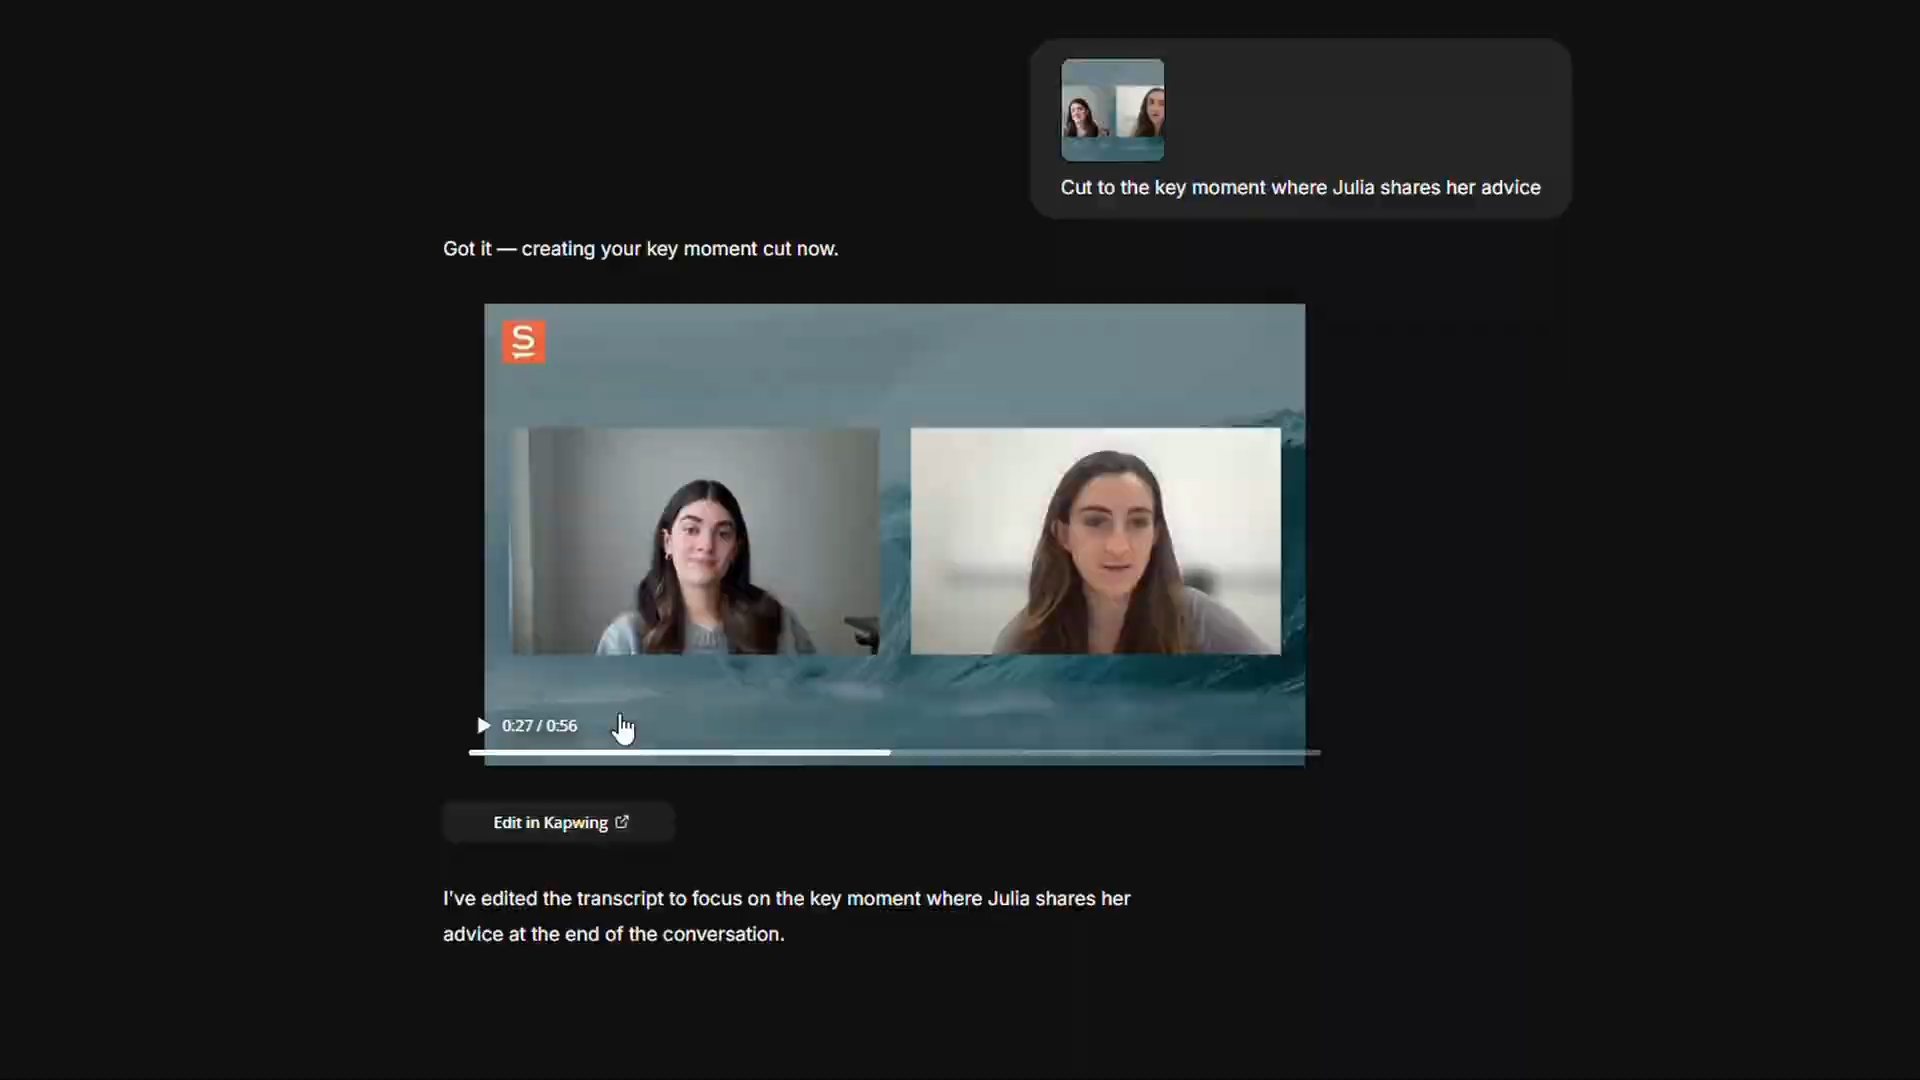 Cut to the key moment where Julia shares her advice
Got it — creating your key moment cut now.
S
0:27 / 0:56
Edit in Kapwing
I've edited the transcript to focus on the key moment where Julia shares her
advice at the end of the conversation.